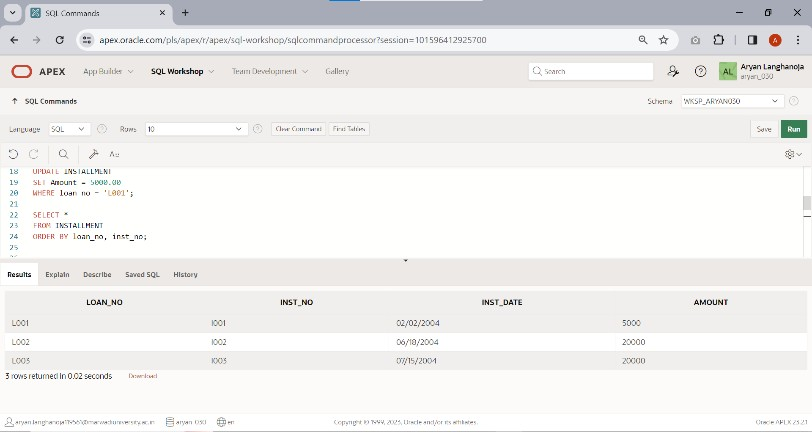 SQL Commands
apex.oracle.com/pls/apex/r/apex/sql-workshop/sqlcommandprocessor?session=101596412925700
A
APEX App Builder SQL Workshop Team Development Gallery Search AL Aryan Langhanoja
aryan_030
SQL Commands Schema WKSP_ARYAN030
Language SQL Rows 10 Clear Command Find Tables Save Run
18 UPDATE INSTALLMENT
19 SET Amount = 5000.00
20 WHERE loan_no = 'L001';
21
22 SELECT *
23 FROM INSTALLMENT
24 ORDER BY loan_no, inst_no;
25
Results Explain Describe Saved SQL History
LOAN_NO INST_NO INST_DATE AMOUNT
L001 I001 02/02/2004 5000
L002 I002 06/18/2004 20000
L003 I003 07/15/2004 20000
3 rows returned in 0.02 seconds Download
aryan_030 en Copyright © 1999, 2023, Oracle and/or its affiliates. Oracle APEX 23.2.1